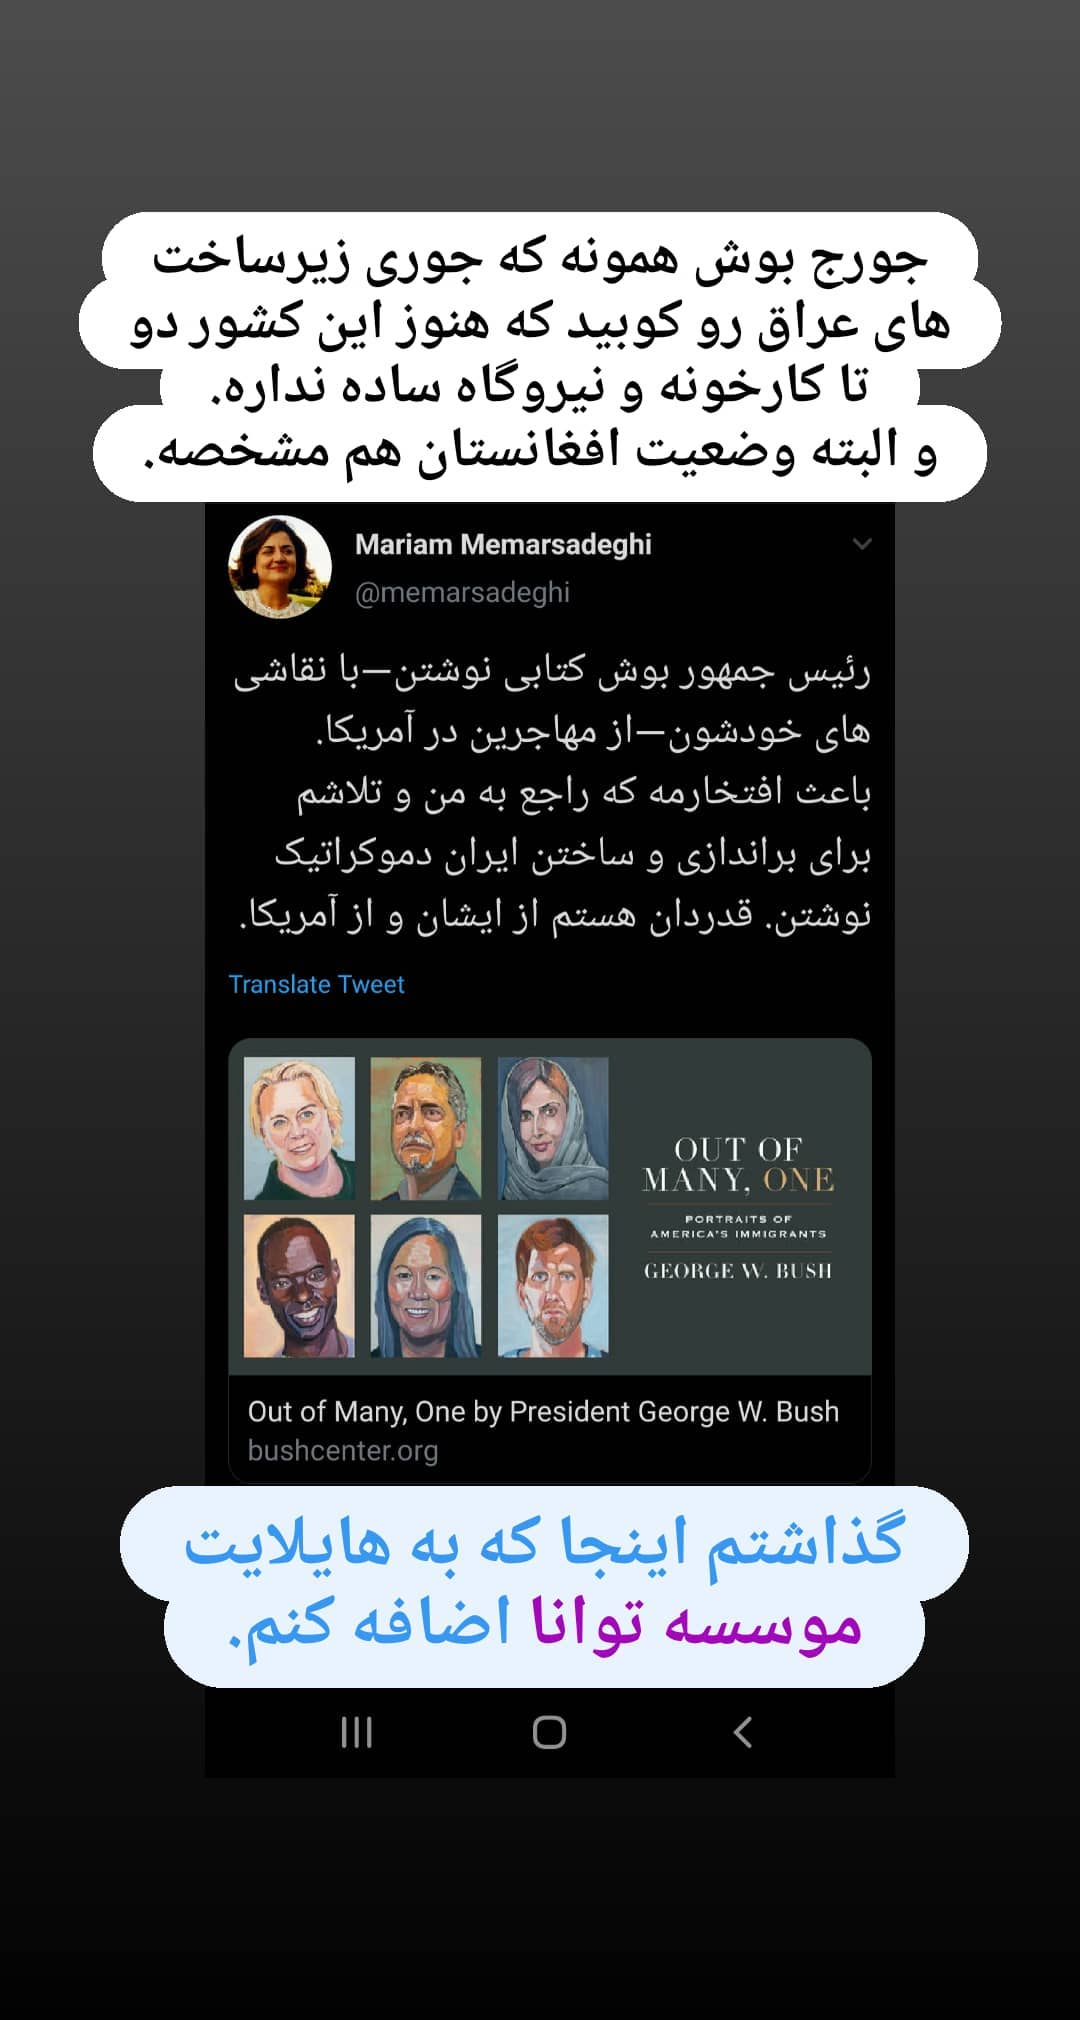 جورج بوش همونه که جوری زیرساخت
های عراق رو کوبید که هنوز این کشور دو
تا کارخونه و نیروگاه ساده نداره.
و البته وضعیت افغانستان هم مشخصه.
Mariam Memarsadeghi
@memarsadeghi
رئیس جمهور بوش کتابی نوشتن—با نقاشی
های خودشون—از مهاجرین در آمریکا.
باعث افتخارمه که راجع به من و تلاشم
برای براندازی و ساختن ایران دموکراتیک
نوشتن. قدردان هستم از ایشان و از آمریکا.
Translate Tweet
OUT OF
MANY, ONE
PORTRAITS OF
AMERICA'S IMMIGRANTS
GEORGE W. BUSH
Out of Many, One by President George W. Bush
bushcenter.org
گذاشتم اینجا که به هایلایت
موسسه توانا اضافه کنم.